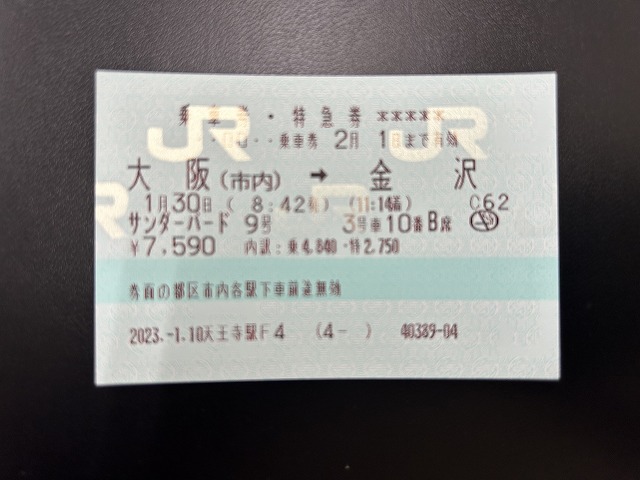 乗車券・特急券 *****
乗車券 2月 1日まで有効
大阪(市内) → 金沢
1月30日 ( 8:42発) (11:14着) C62
サンダーバード 9号 3号車10番B席
¥7,590 内訳:乗4,840・特2,750
券面の都区市内各駅下車前途無効
2023.-1.10天王寺駅F4 (4- ) 40389-04
JR
JR